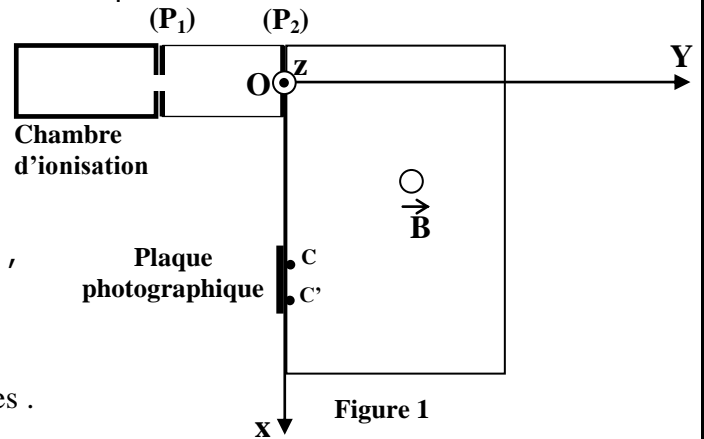 (P₁) (P₂)
Y
z
O
Chambre
d'ionisation
B
,
Plaque
photographique
C
C'
es .
Figure 1
x